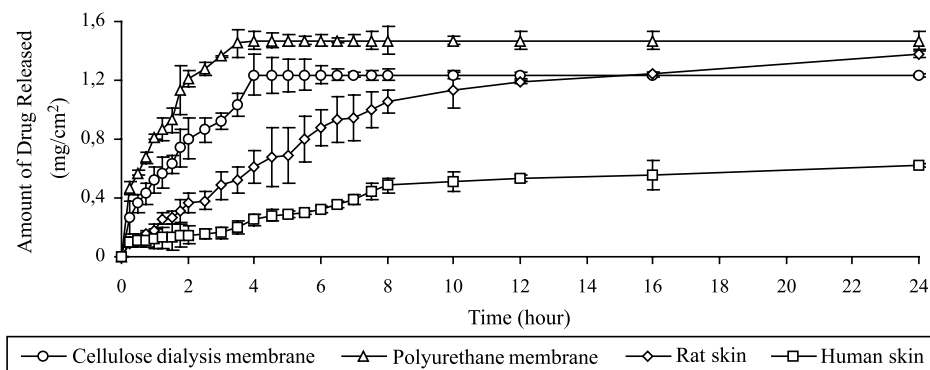 Amount of Drug Released
(mg/cm²)
1,6
1,2
0,8
0,4
0
0 2 4 6 8 10 12 14 16 18 20 22 24
Time (hour)
Cellulose dialysis membrane Polyurethane membrane Rat skin Human skin